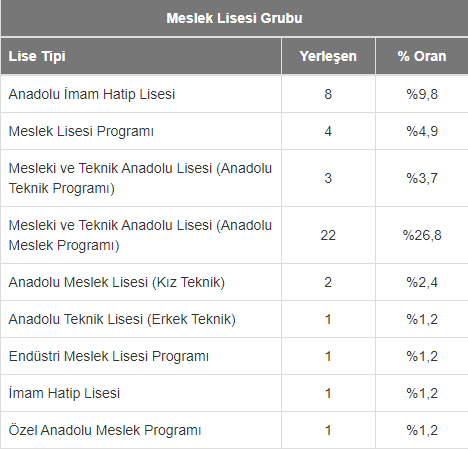 Meslek Lisesi Grubu
Lise Tipi Yerleşen % Oran
Anadolu İmam Hatip Lisesi 8 %9,8
Meslek Lisesi Programı 4 %4,9
Mesleki ve Teknik Anadolu Lisesi (Anadolu
Teknik Programı) 3 %3,7
Mesleki ve Teknik Anadolu Lisesi (Anadolu
Meslek Programı) 22 %26,8
Anadolu Meslek Lisesi (Kız Teknik) 2 %2,4
Anadolu Teknik Lisesi (Erkek Teknik) 1 %1,2
Endüstri Meslek Lisesi Programı 1 %1,2
İmam Hatip Lisesi 1 %1,2
Özel Anadolu Meslek Programı 1 %1,2